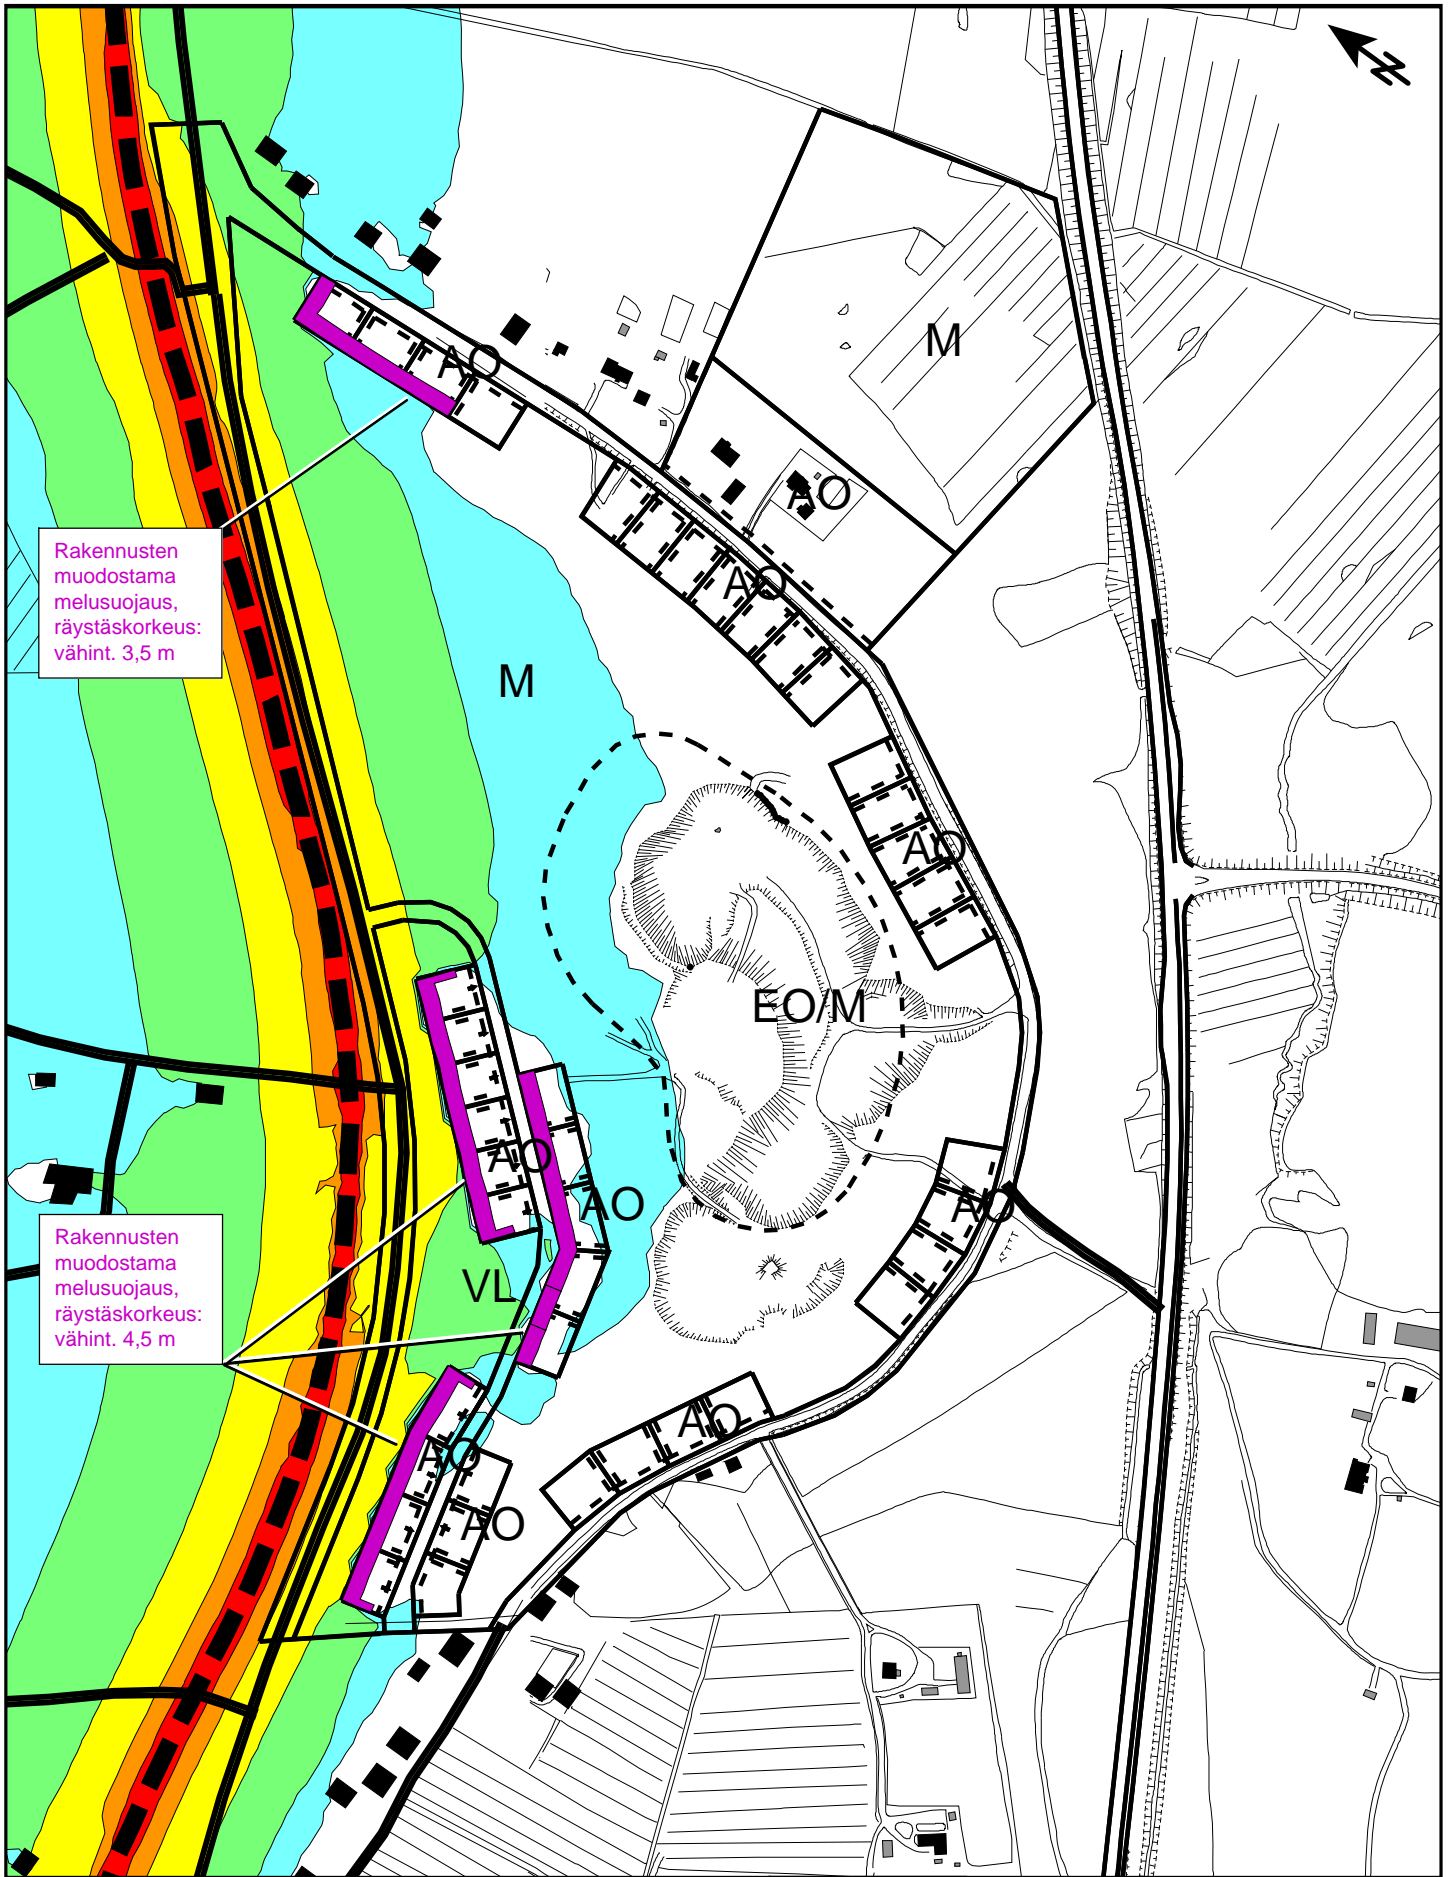 N
M
AO
AO
AO
Rakennusten
muodostama
melusuojaus,
räystäskorkeus:
vähint. 3,5 m
M
AO
EO/M
AO
AO
AO
Rakennusten
muodostama
melusuojaus,
räystäskorkeus:
vähint. 4,5 m
VL
AO
AO
AO